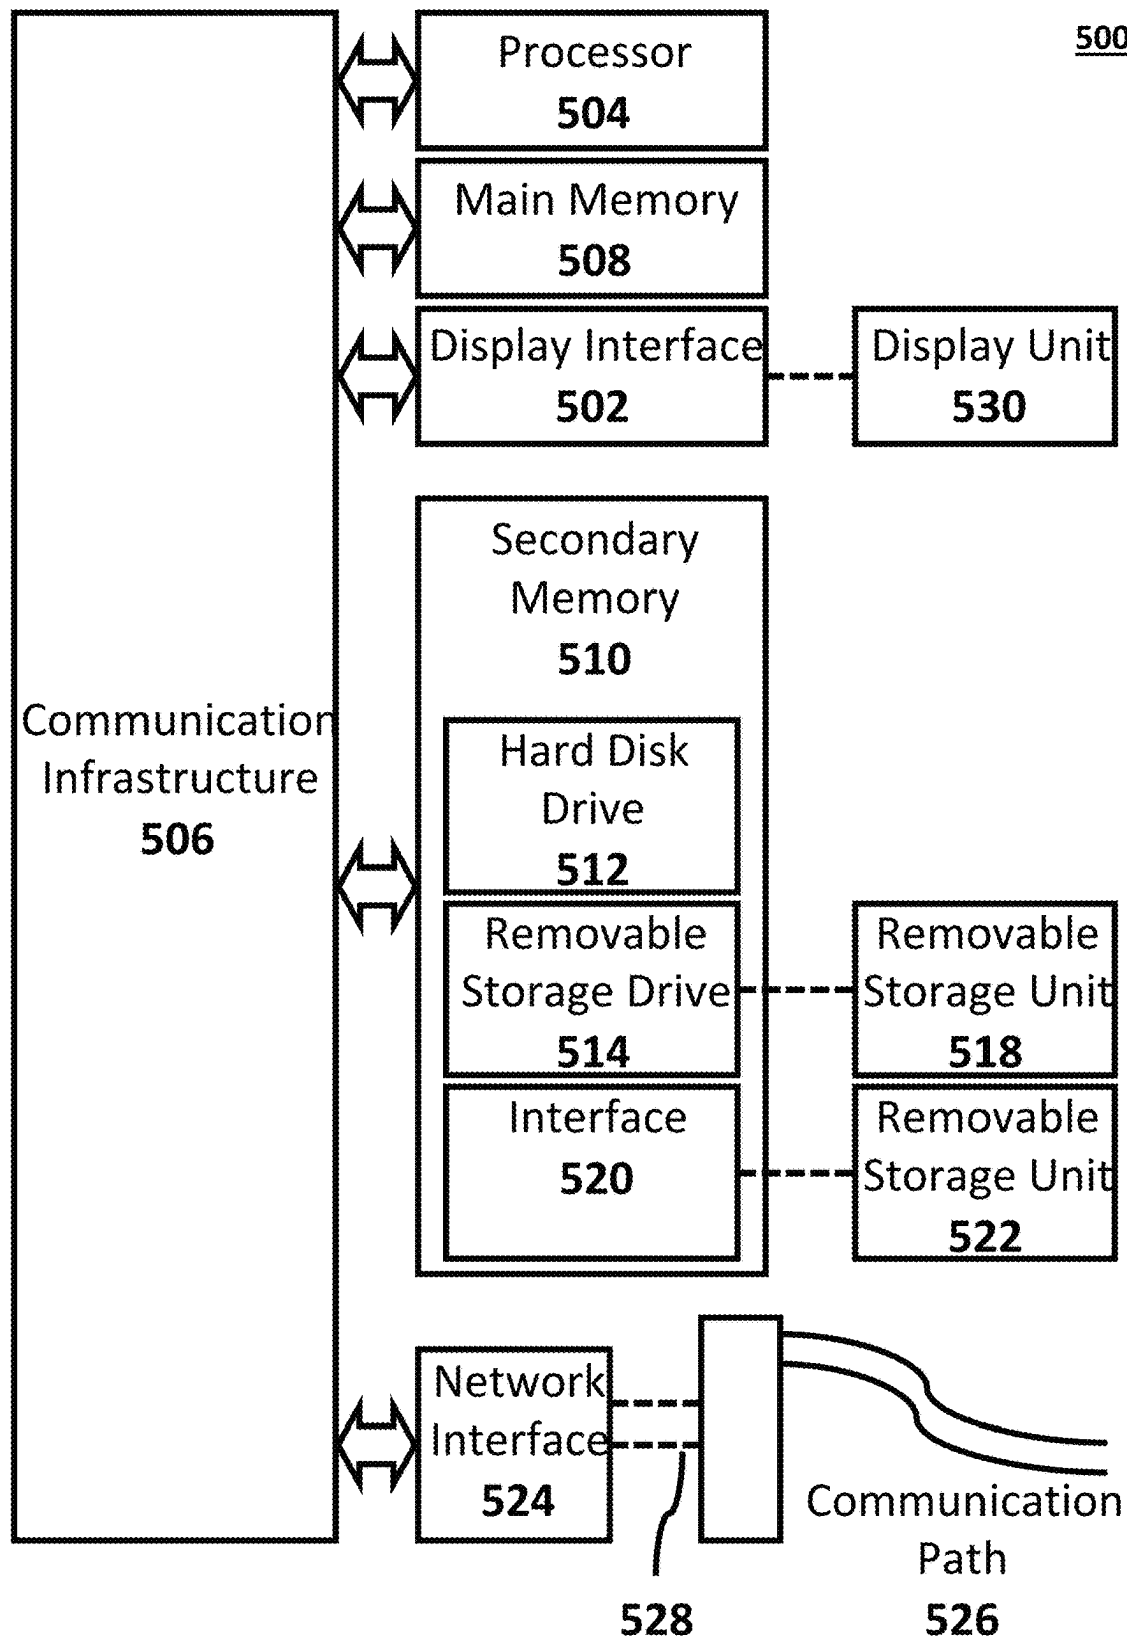 500
Processor
504
Main Memory
508
Display Interface
502
Display Unit
530
Secondary
Memory
510
Communication
Infrastructure
506
Hard Disk
Drive
512
Removable
Storage Drive
514
Removable
Storage Unit
518
Interface
520
Removable
Storage Unit
522
Network
Interface
524
528
Communication
Path
526